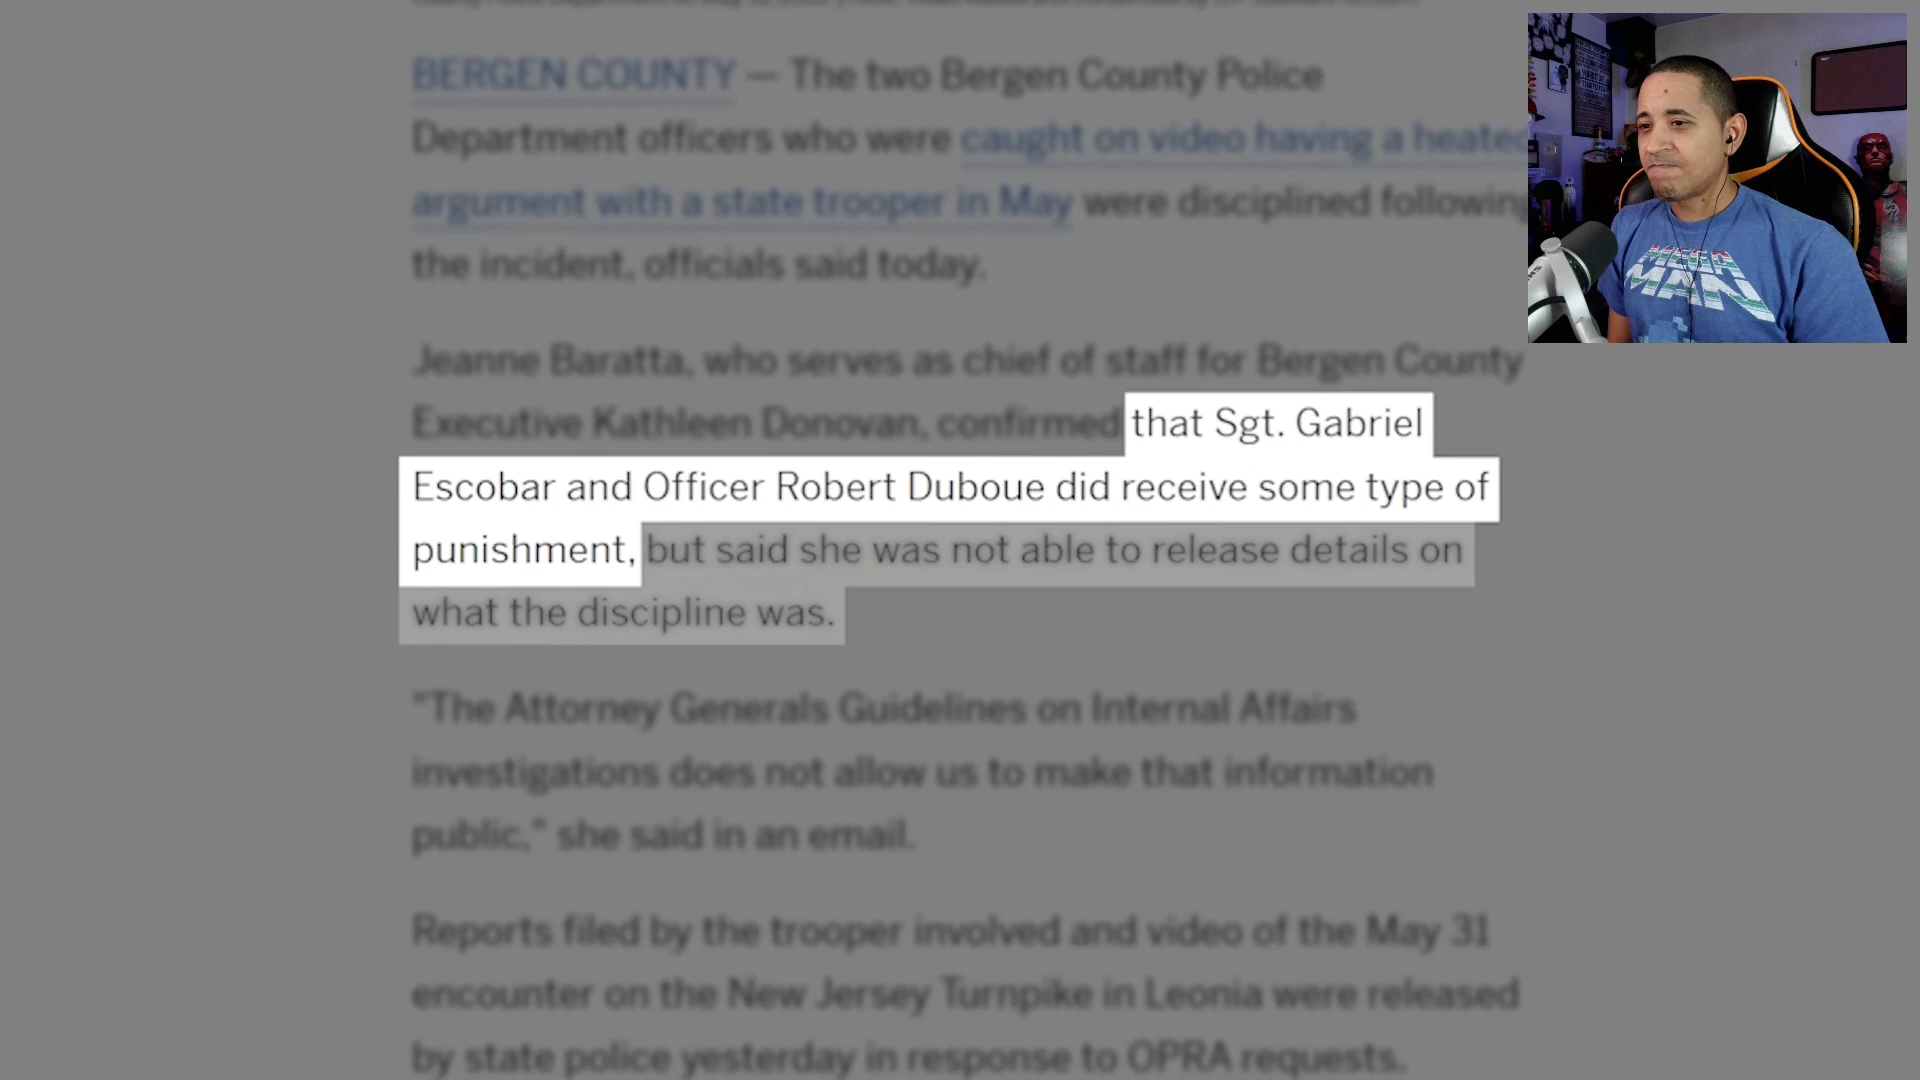 BERGEN COUNTY — The two Bergen County Police
Department officers who were caught on video having a heated
argument with a state trooper in May were disciplined following
the incident, officials said today.
Jeanne Baratta, who serves as chief of staff for Bergen County
Executive Kathleen Donovan, confirmed that Sgt. Gabriel
Escobar and Officer Robert Duboue did receive some type of
punishment, but said she was not able to release details on
what the discipline was.
"The Attorney Generals Guidelines on Internal Affairs
investigations does not allow us to make that information
public," she said in an email.
Reports filed by the trooper involved and video of the May 31
encounter on the New Jersey Turnpike in Leonia were released
by state police yesterday in response to OPRA requests.
MEGA
MAN